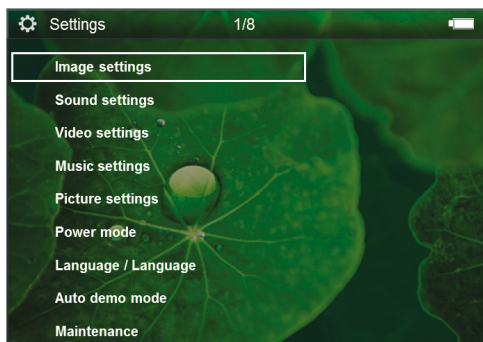 Settings 1/8
Image settings
Sound settings
Video settings
Music settings
Picture settings
Power mode
Language / Language
Auto demo mode
Maintenance